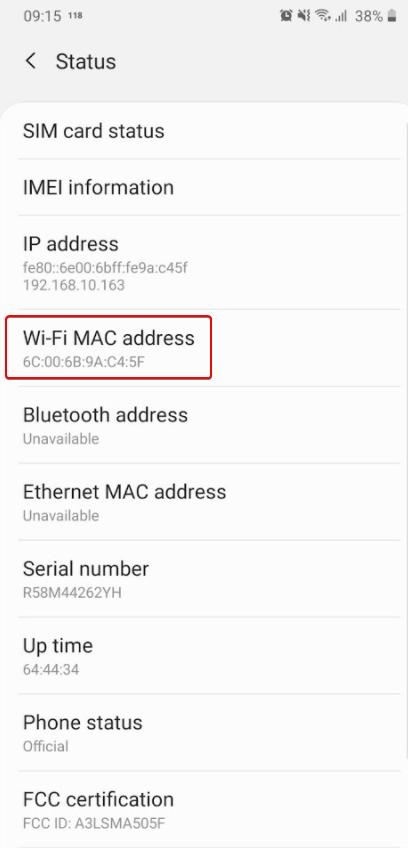 09:15 118 38%
Status
SIM card status
IMEI information
IP address
fe80::6e00:6bff:fe9a:c45f
192.168.10.163
Wi-Fi MAC address
6C:00:6B:9A:C4:5F
Bluetooth address
Unavailable
Ethernet MAC address
Unavailable
Serial number
R58M44262YH
Up time
64:44:34
Phone status
Official
FCC certification
FCC ID: A3LSMA505F